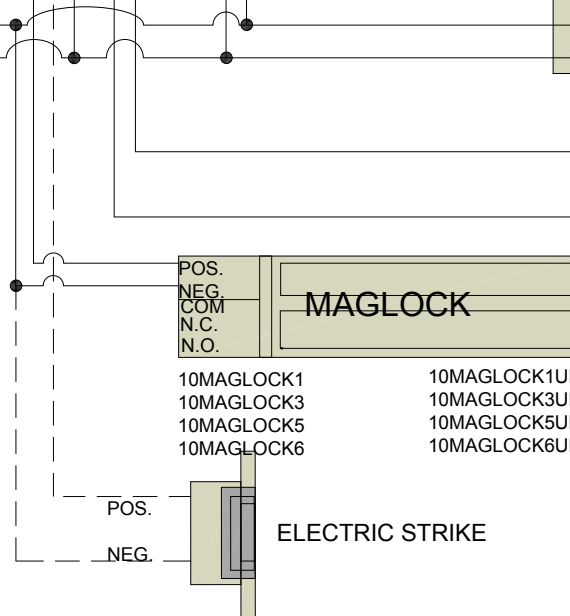 POS.
NEG.
COM
N.C.
N.O.
MAGLOCK
10MAGLOCK1
10MAGLOCK3
10MAGLOCK5
10MAGLOCK6
10MAGLOCK1U
10MAGLOCK3U
10MAGLOCK5U
10MAGLOCK6U
POS.
NEG.
ELECTRIC STRIKE